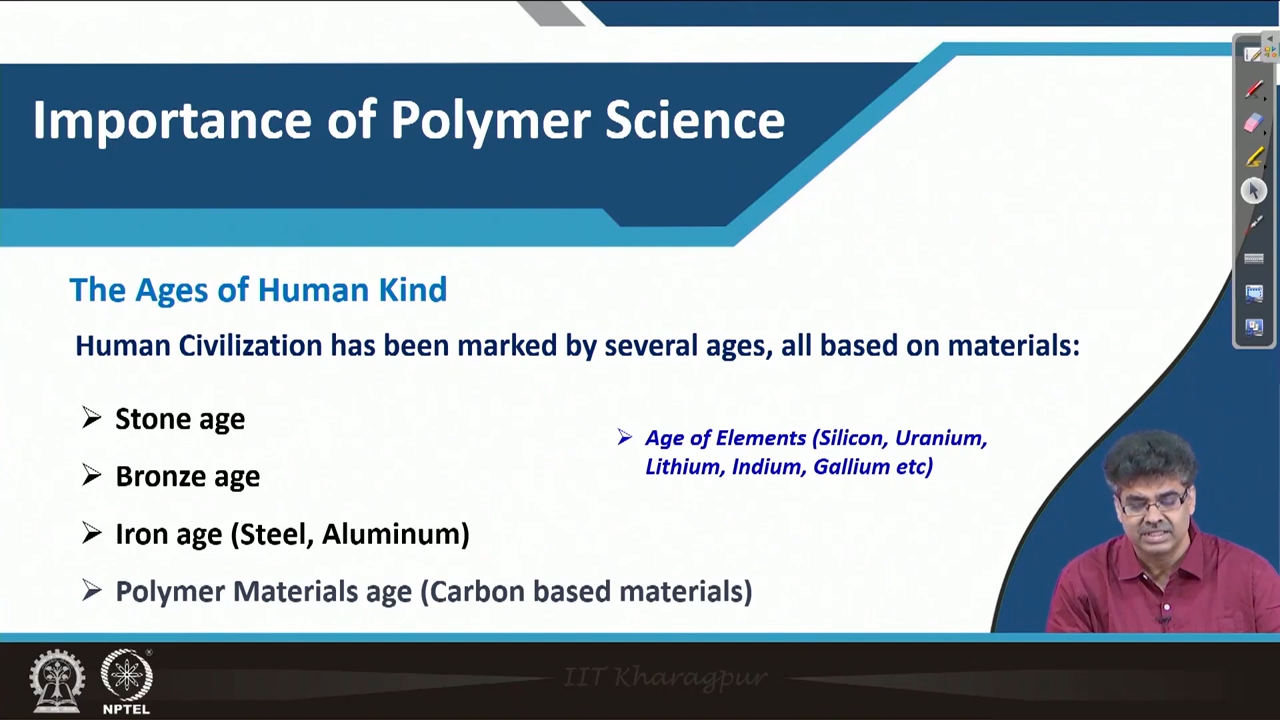 Importance of Polymer Science
The Ages of Human Kind
Human Civilization has been marked by several ages, all based on materials:
➢ Stone age
➢ Bronze age
➢ Iron age (Steel, Aluminum)
➢ Polymer Materials age (Carbon based materials)
➢ Age of Elements (Silicon, Uranium,
Lithium, Indium, Gallium etc)
IIT Kharagpur
NPTEL